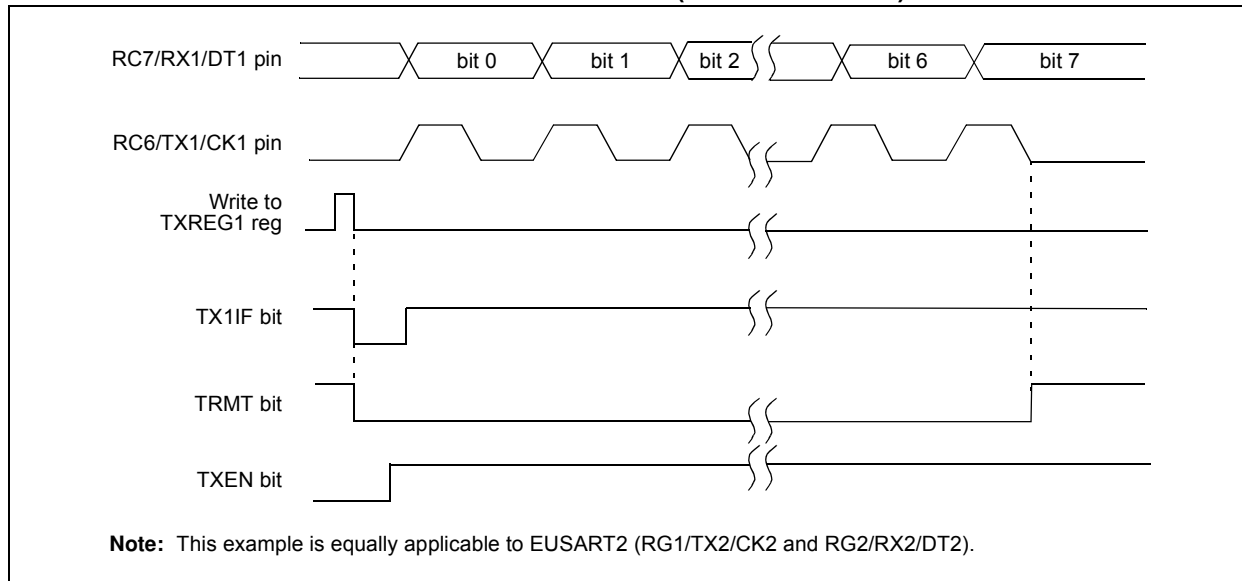 RC7/RX1/DT1 pin
bit 0
bit 1
bit 2
bit 6
bit 7
RC6/TX1/CK1 pin
Write to
TXREG1 reg
TX1IF bit
TRMT bit
TXEN bit
Note: This example is equally applicable to EUSART2 (RG1/TX2/CK2 and RG2/RX2/DT2).